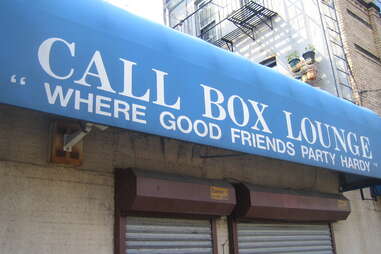 CALL BOX LOUNGE
"WHERE GOOD FRIENDS PARTY HARDY"